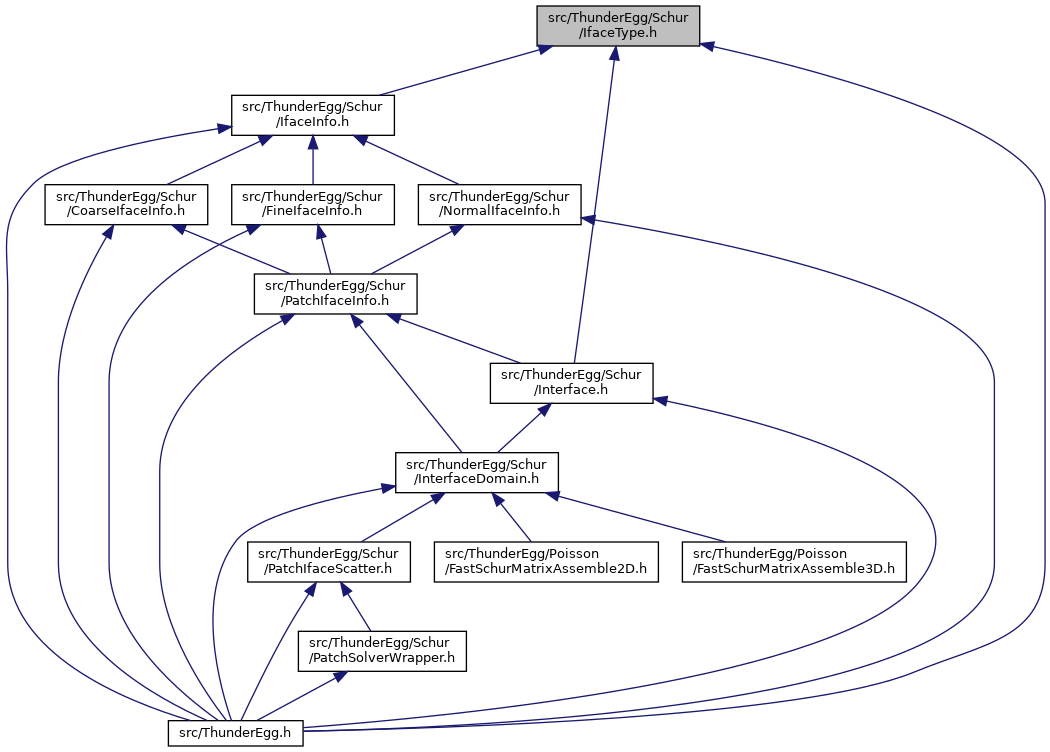 src/ThunderEgg/Schur
/IfaceType.h
src/ThunderEgg/Schur
/IfaceInfo.h
src/ThunderEgg/Schur
/CoarseIfaceInfo.h
src/ThunderEgg/Schur
/FineIfaceInfo.h
src/ThunderEgg/Schur
/NormalIfaceInfo.h
src/ThunderEgg/Schur
/PatchIfaceInfo.h
src/ThunderEgg/Schur
/Interface.h
src/ThunderEgg/Schur
/InterfaceDomain.h
src/ThunderEgg/Schur
/PatchIfaceScatter.h
src/ThunderEgg/Poisson
/FastSchurMatrixAssemble2D.h
src/ThunderEgg/Poisson
/FastSchurMatrixAssemble3D.h
src/ThunderEgg/Schur
/PatchSolverWrapper.h
src/ThunderEgg.h